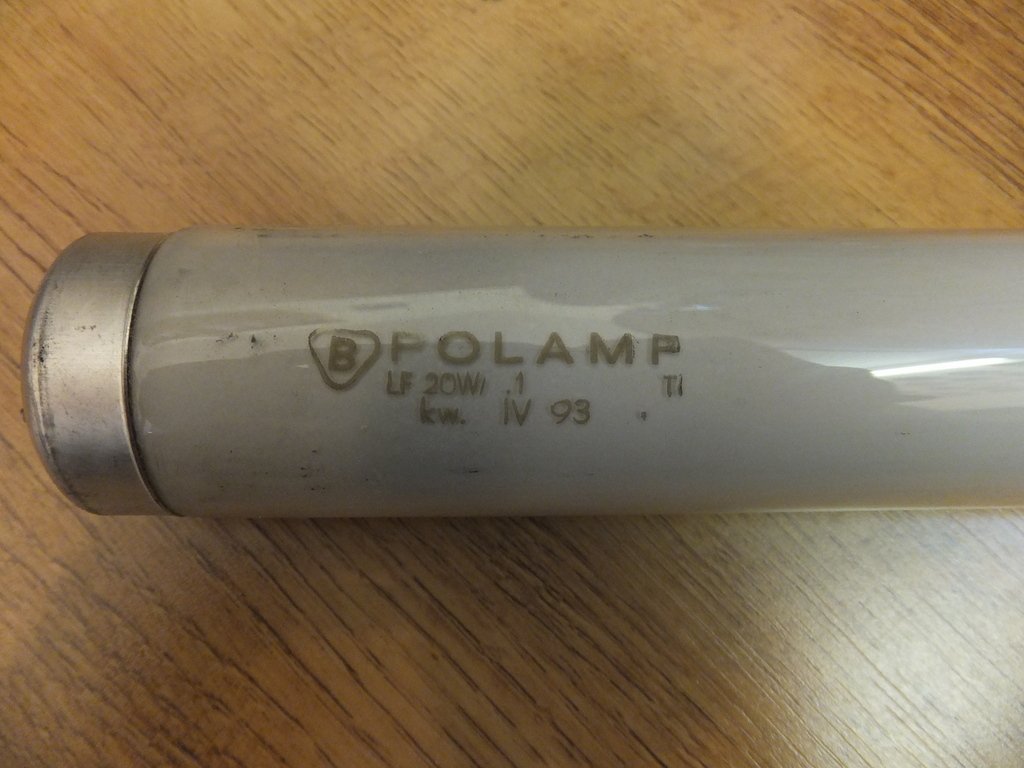 B POLAMP
LF 20W/ .1 TI
kw. IV 93